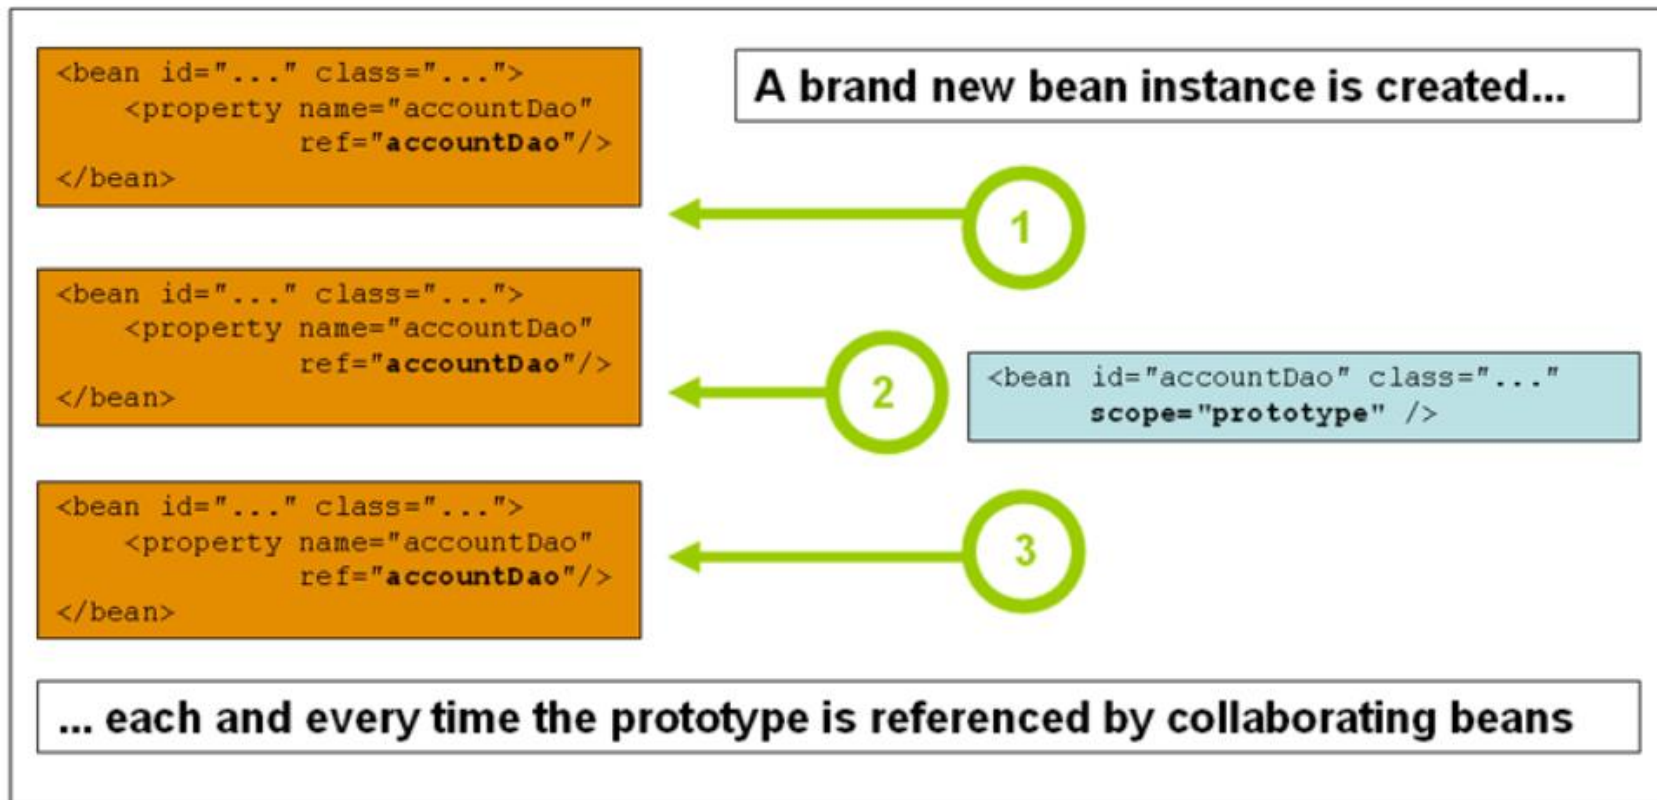 <bean id="..." class="...">
    <property name="accountDao"
              ref="accountDao"/>
</bean>
A brand new bean instance is created...
1
<bean id="..." class="...">
    <property name="accountDao"
              ref="accountDao"/>
</bean>
2
<bean id="accountDao" class="..."
      scope="prototype" />
<bean id="..." class="...">
    <property name="accountDao"
              ref="accountDao"/>
</bean>
3
... each and every time the prototype is referenced by collaborating beans